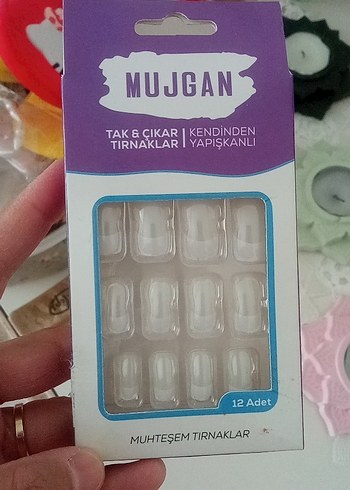 MUJGAN
TAK & ÇIKAR
TIRNAKLAR
KENDİNDEN
YAPIŞKANLI
12 Adet
MUHTEŞEM TIRNAKLAR